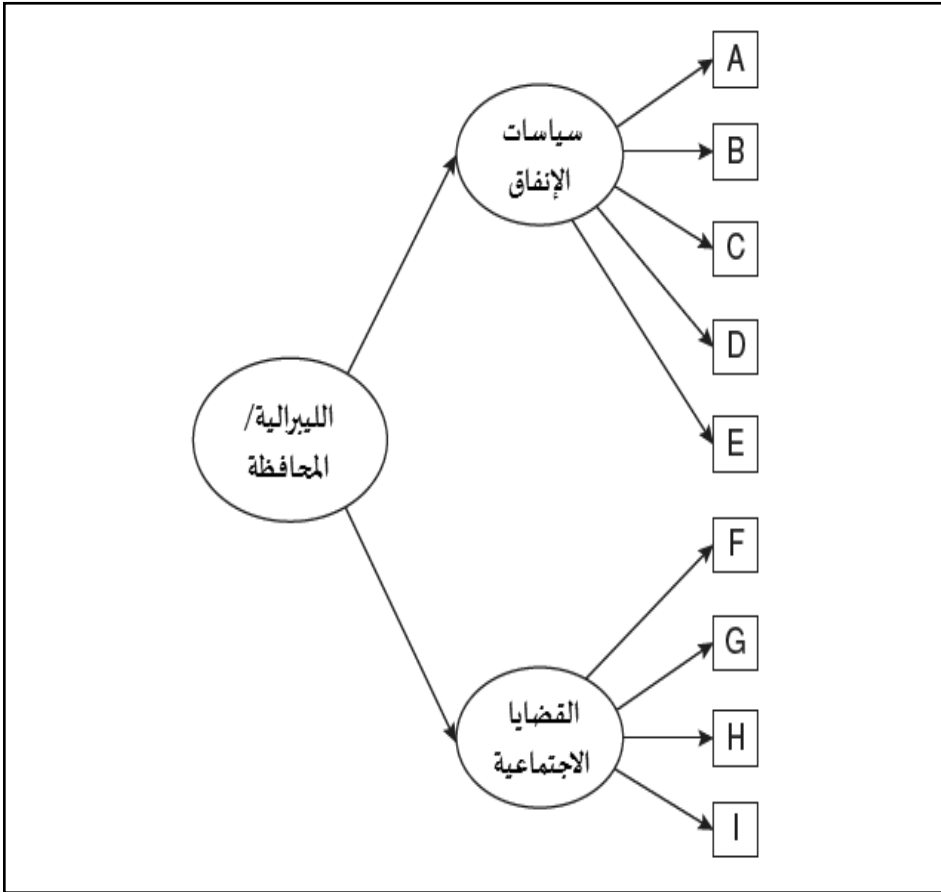 A
سياسات
الإنفاق
B
C
D
E
الليبرالية/
المحافظة
F
G
القضايا
الاجتماعية
H
I